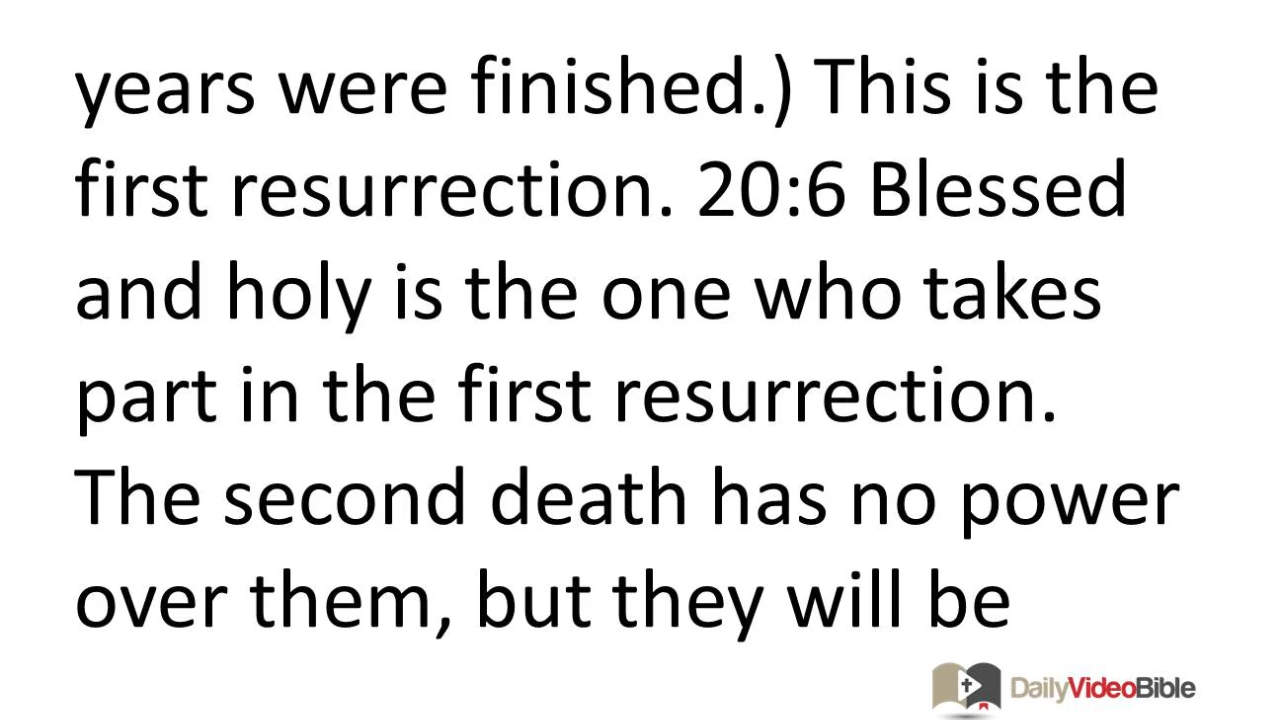 years were finished.) This is the
first resurrection. 20:6 Blessed
and holy is the one who takes
part in the first resurrection.
The second death has no power
over them, but they will be
DailyVideoBible